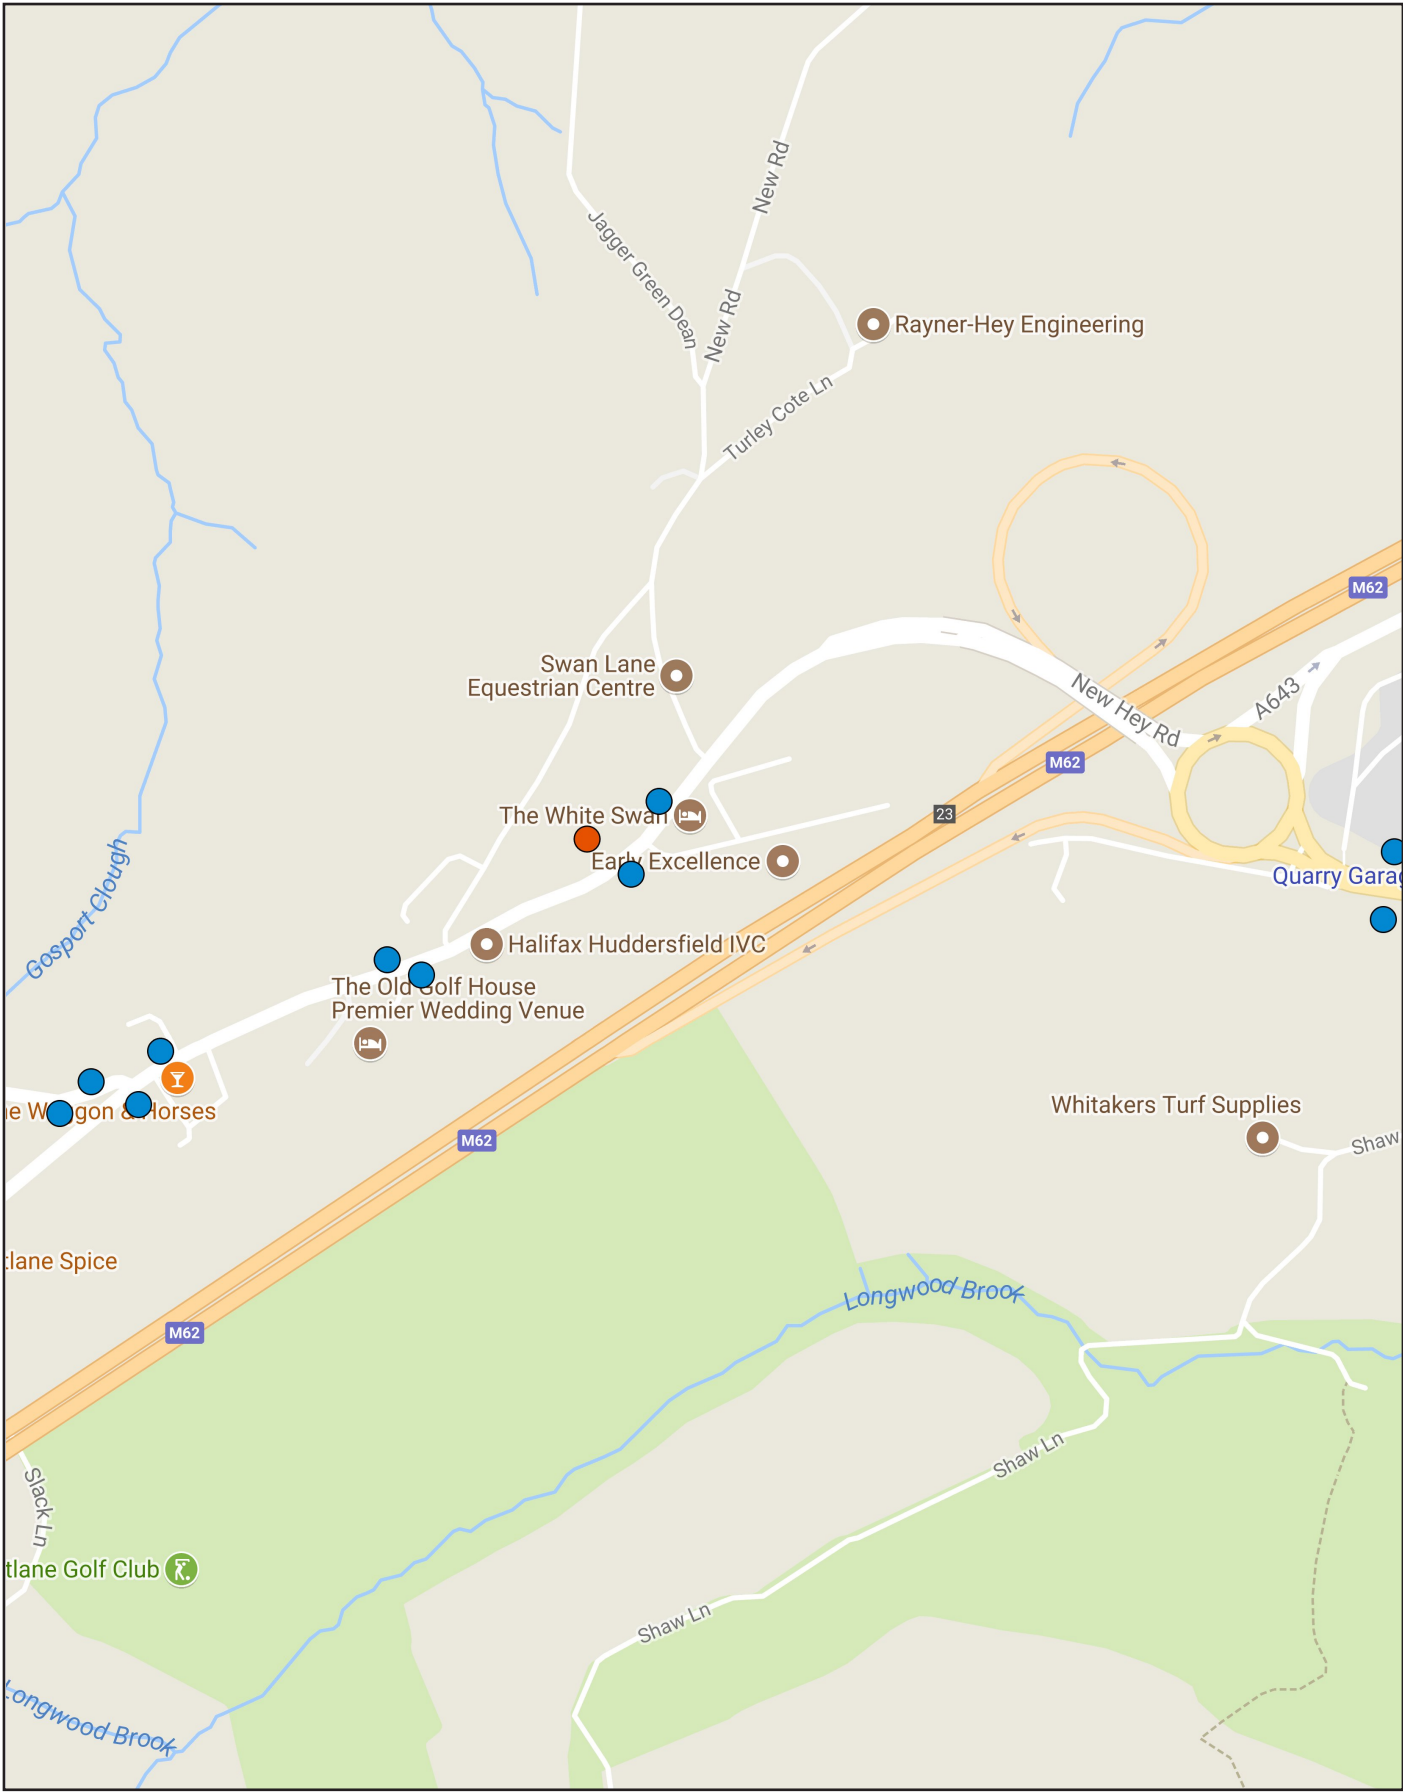 New Rd
Jagger Green Dean
New Rd
Rayner-Hey Engineering
Turley Cote Ln
M62
Swan Lane
Equestrian Centre
New Hey Rd
A643
M62
The White Swan
23
Early Excellence
Quarry Garag
Gosport Clough
Halifax Huddersfield IVC
The Old Golf House
Premier Wedding Venue
Whitakers Turf Supplies
e Waggon & Horses
M62
Shaw
tlane Spice
Longwood Brook
M62
Shaw Ln
Slack Ln
tlane Golf Club
Shaw Ln
Longwood Brook